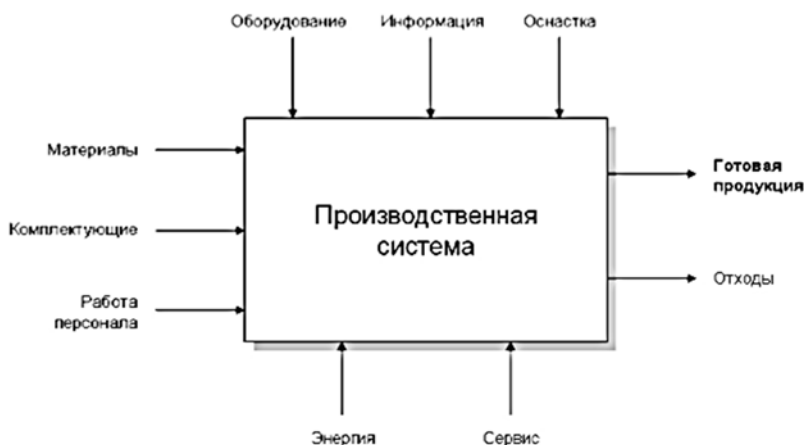 Оборудование
Информация
Оснастка
Материалы
Комплектующие
Работа
персонала
Производственная
система
Готовая
продукция
Отходы
Энергия
Сервис